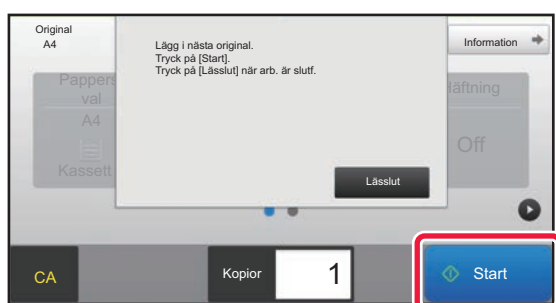 Original
A4
Lägg i nästa original.
Tryck på [Start].
Tryck på [Lässlut] när arb. är slutf.
Information
Pappers
val
A4
Kassett
Häftning
Off
Lässlut
CA
Kopior
1
Start